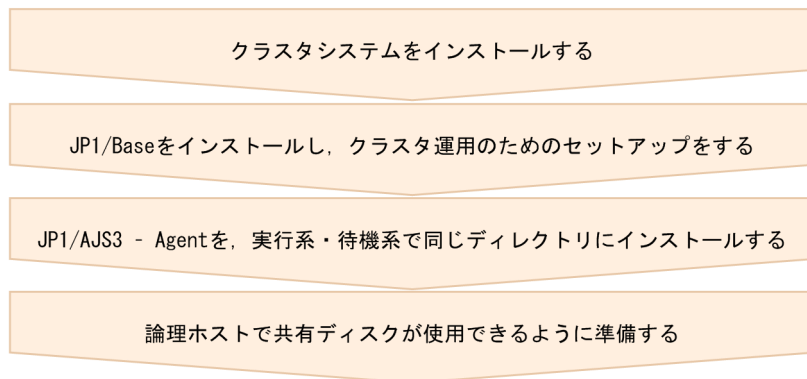 クラスタシステムをインストールする
JP1/Baseをインストールし，クラスタ運用のためのセットアップをする
JP1/AJS3 - Agentを，実行系・待機系で同じディレクトリにインストールする
論理ホストで共有ディスクが使用できるように準備する